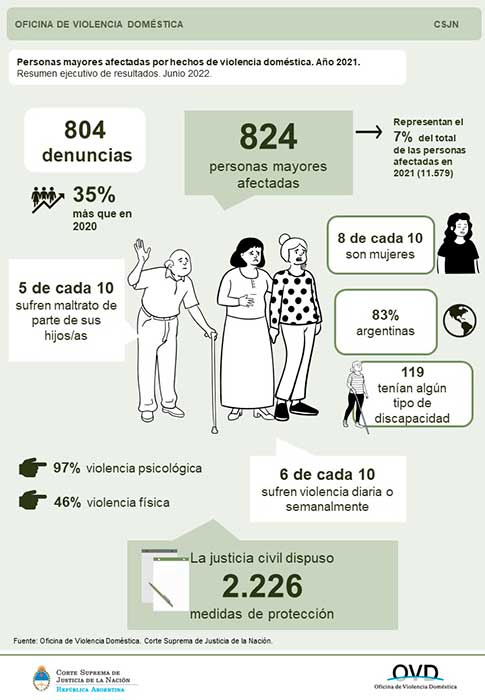 OFICINA DE VIOLENCIA DOMÉSTICA
CSJN
Personas mayores afectadas por hechos de violencia doméstica. Año 2021.
Resumen ejecutivo de resultados. Junio 2022.
804
denuncias
824
personas mayores
afectadas
Representan el
7% del total
de las personas
afectadas en
2021 (11.579)
35%
más que en
2020
8 de cada 10
son mujeres
5 de cada 10
sufren maltrato de
parte de sus
hijos/as
83%
argentinas
119
tenían algún
tipo de
discapacidad
97% violencia psicológica
46% violencia física
6 de cada 10
sufren violencia diaria o
semanalmente
La justicia civil dispuso
2.226
medidas de protección
Fuente: Oficina de Violencia Doméstica. Corte Suprema de Justicia de la Nación.
CORTE SUPREMA DE
JUSTICIA DE LA NACIÓN
REPÚBLICA ARGENTINA
OVD
Oficina de Violencia Doméstica